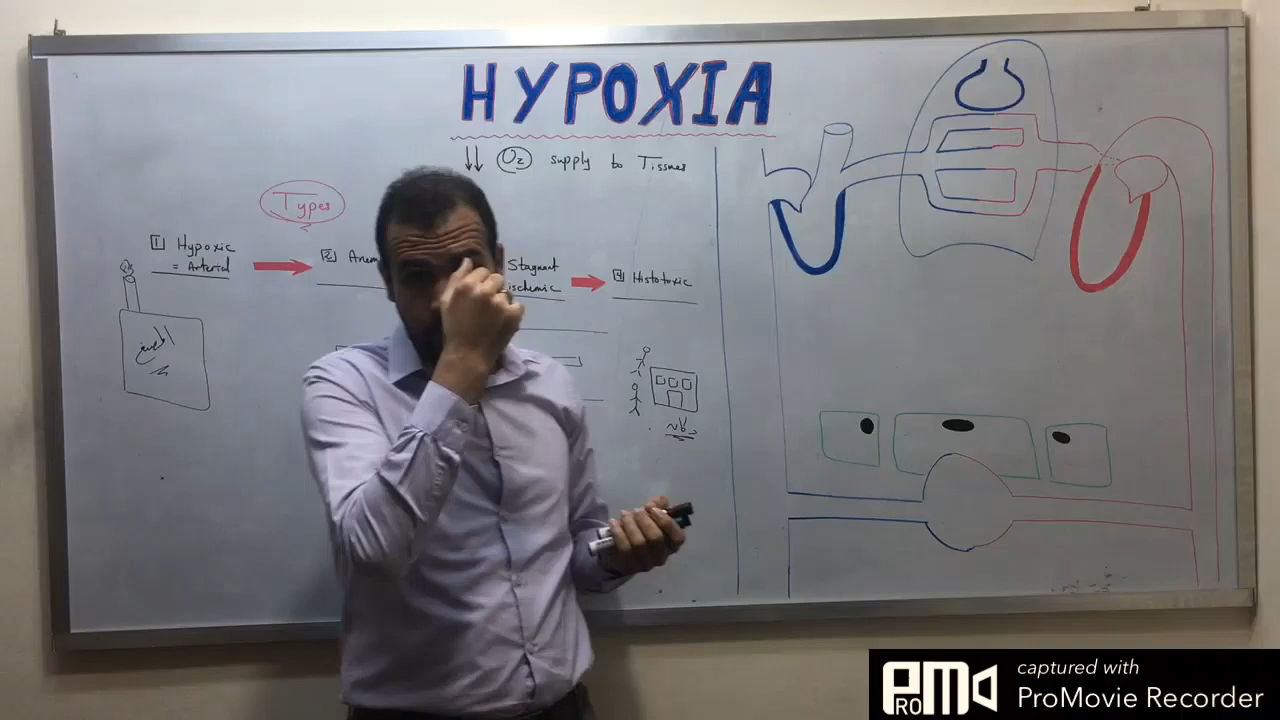 HYPOXIA
↓↓ O₂ supply to Tissues
Types
1 Hypoxic
= Arterial
2 Anem
Stagnant
ischemic
4 Histotoxic
captured with
PRO M
ProMovie Recorder